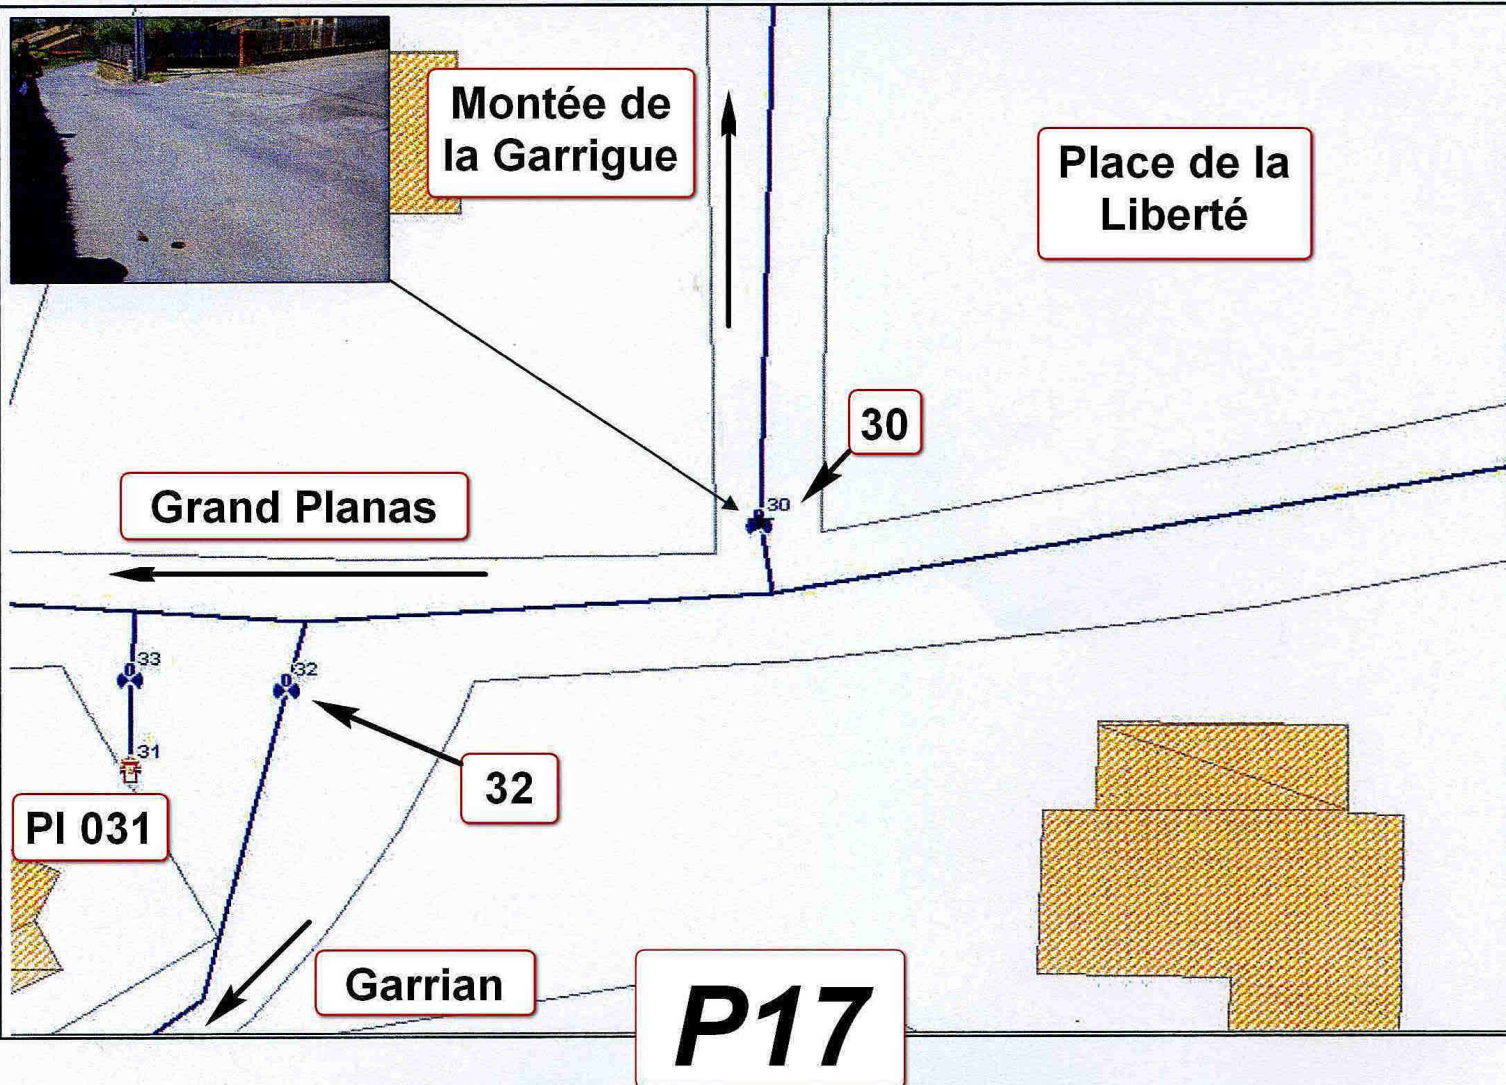 Montée de
la Garrigue
Place de la
Liberté
30
30
Grand Planas
33
32
31
32
PI 031
Garrian
P17